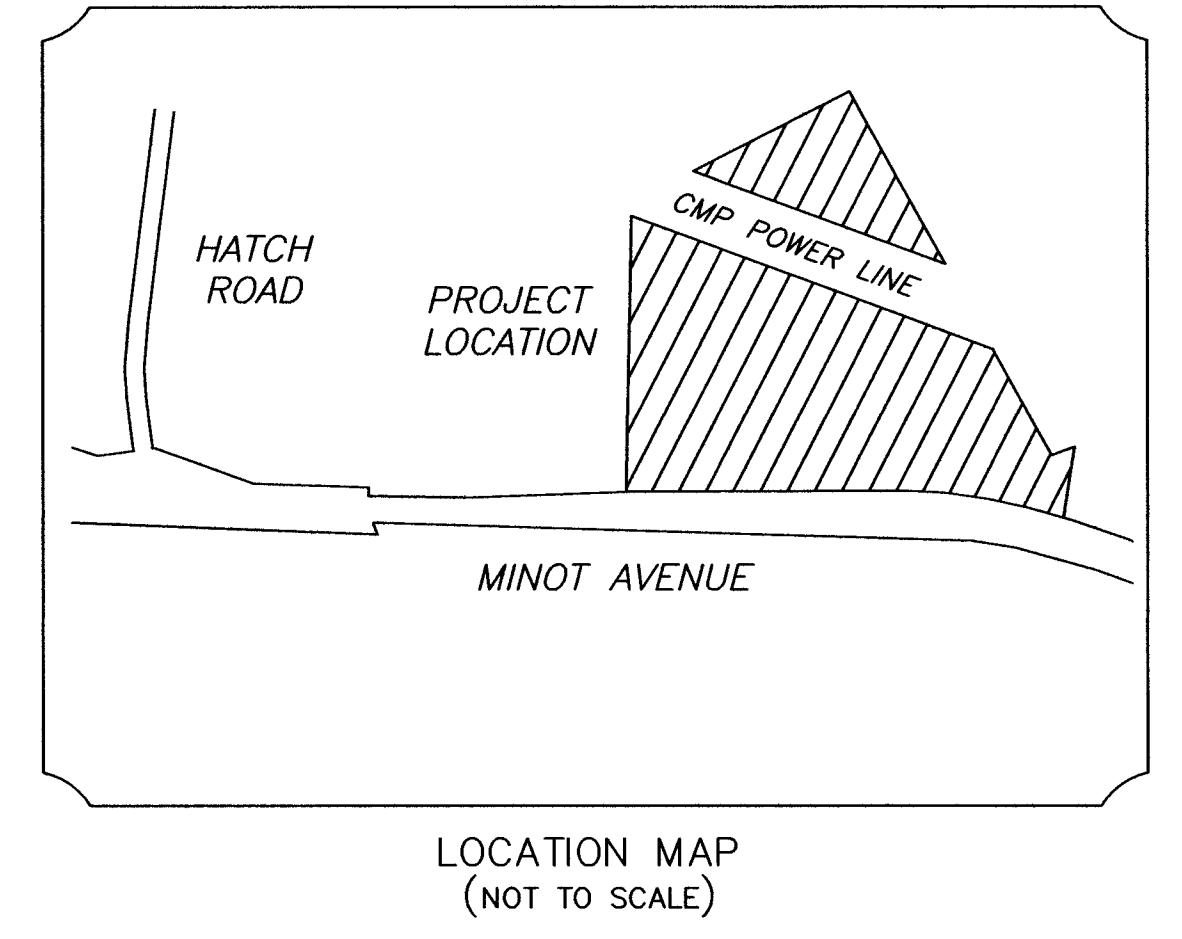 HATCH
ROAD
PROJECT
LOCATION
CMP POWER LINE
MINOT AVENUE
LOCATION MAP
(NOT TO SCALE)